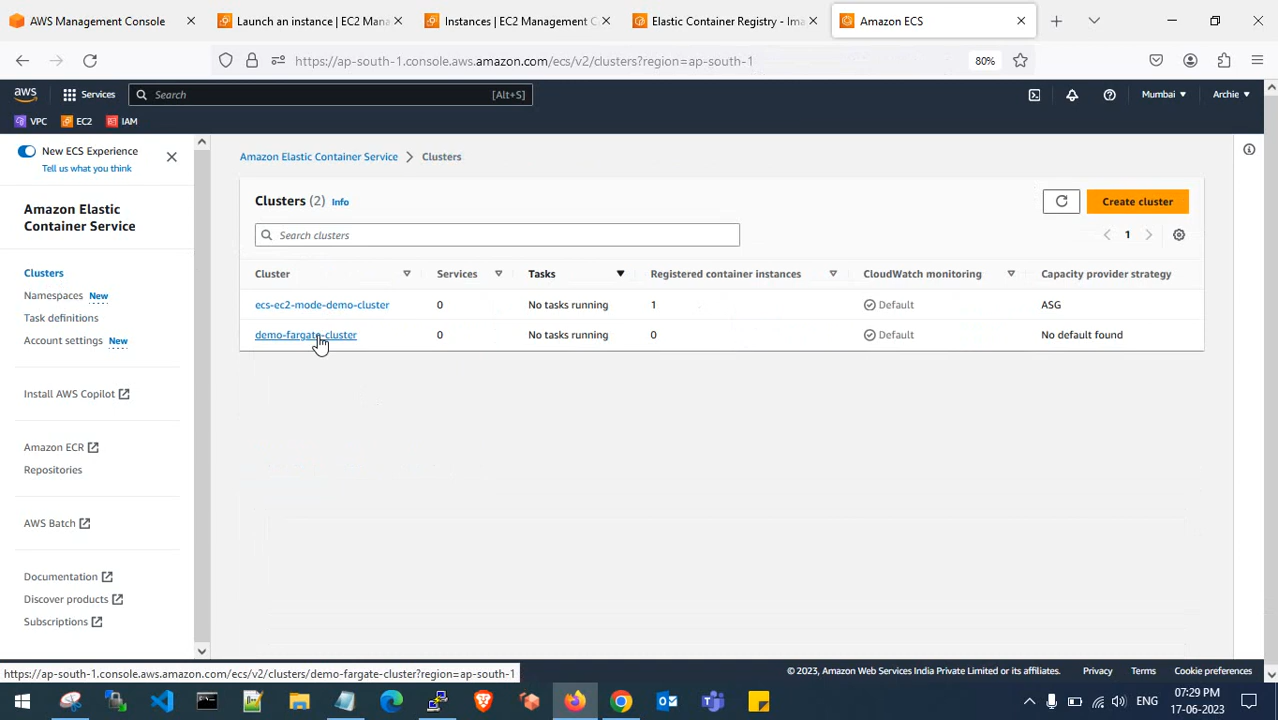 AWS Management Console
Launch an instance | EC2 Mana
Instances | EC2 Management C
Elastic Container Registry - Ima
Amazon ECS
https://ap-south-1.console.aws.amazon.com/ecs/v2/clusters?region=ap-south-1
80%
aws
Services
Search
[Alt+S]
Mumbai
Archie
VPC
EC2
IAM
New ECS Experience
Tell us what you think
Amazon Elastic Container Service
Clusters
Amazon Elastic
Container Service
Clusters (2) Info
Create cluster
Search clusters
1
Clusters
Namespaces New
Task definitions
Account settings New
Cluster Services Tasks Registered container instances CloudWatch monitoring Capacity provider strategy
ecs-ec2-mode-demo-cluster 0 No tasks running 1 Default ASG
demo-fargate-cluster 0 No tasks running 0 Default No default found
Install AWS Copilot
Amazon ECR
Repositories
AWS Batch
Documentation
Discover products
Subscriptions
https://ap-south-1.console.aws.amazon.com/ecs/v2/clusters/demo-fargate-cluster?region=ap-south-1
© 2023, Amazon Web Services India Private Limited or its affiliates.
Privacy
Terms
Cookie preferences
ENG
07:29 PM
17-06-2023